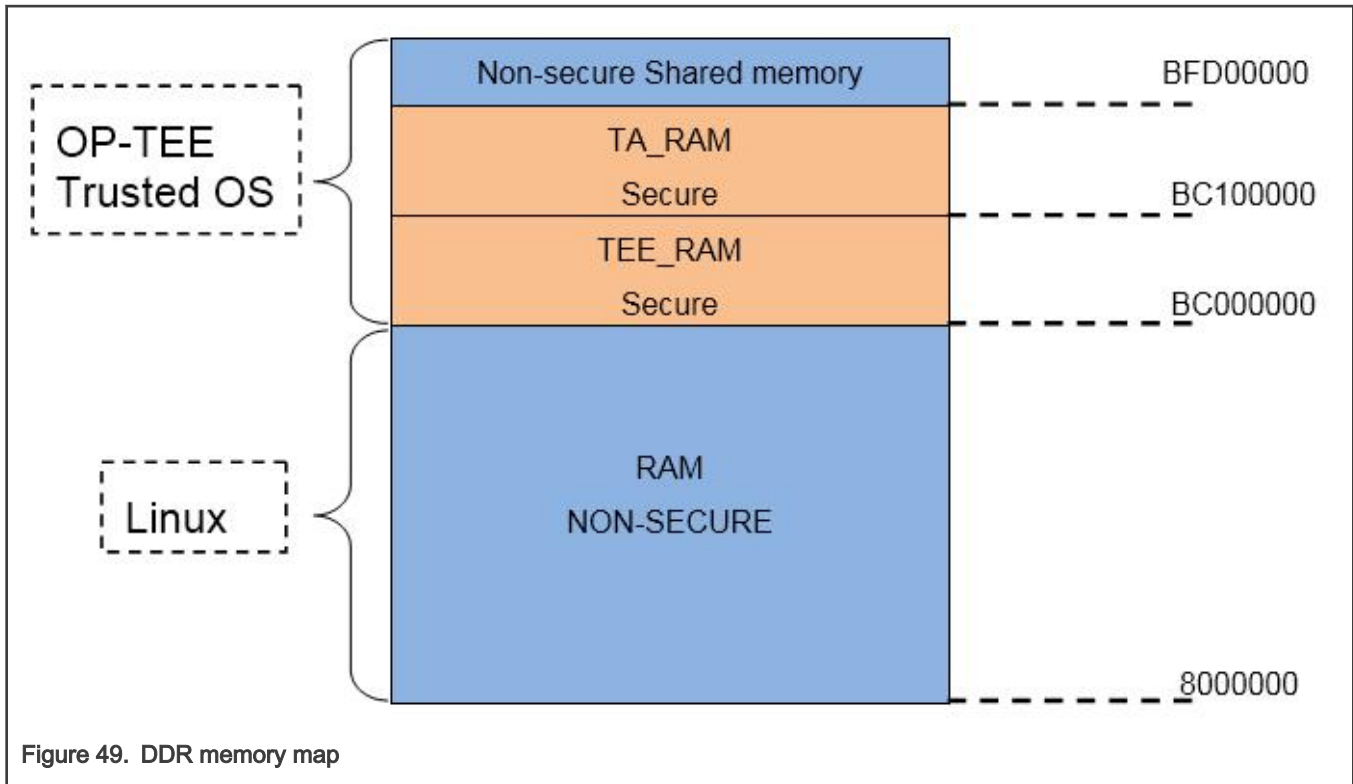 Non-secure Shared memory
BFD00000
OP-TEE
Trusted OS
TA_RAM
Secure
BC100000
TEE_RAM
Secure
BC000000
Linux
RAM
NON-SECURE
8000000
Figure 49. DDR memory map